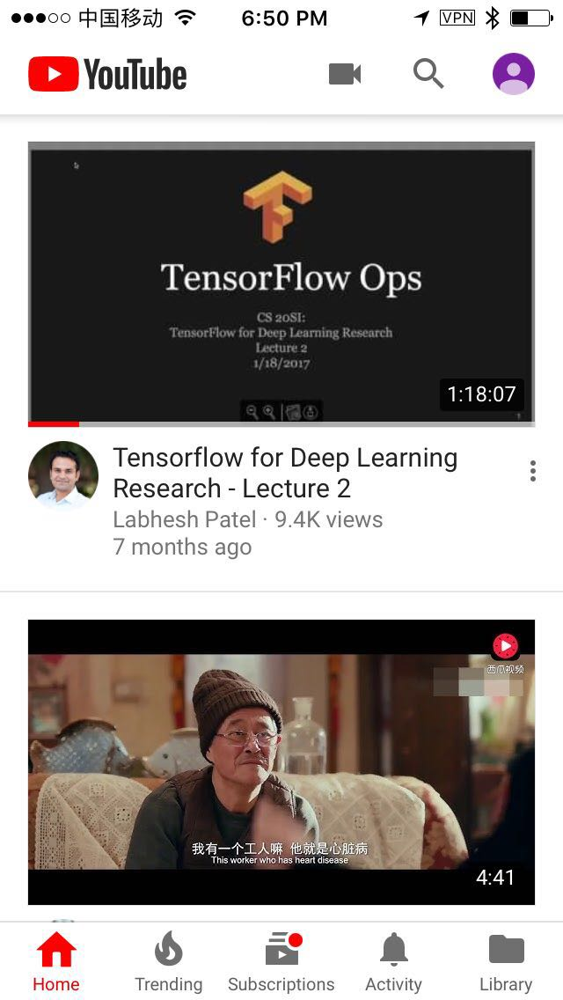 中国移动
6:50 PM
VPN
YouTube
TensorFlow Ops
CS 20SI:
TensorFlow for Deep Learning Research
Lecture 2
1/18/2017
1:18:07
Tensorflow for Deep Learning
Research - Lecture 2
Labhesh Patel · 9.4K views
7 months ago
西瓜视频
我有一个工人嘛 他就是心脏病
This worker who has heart disease
4:41
Home
Trending
Subscriptions
Activity
Library